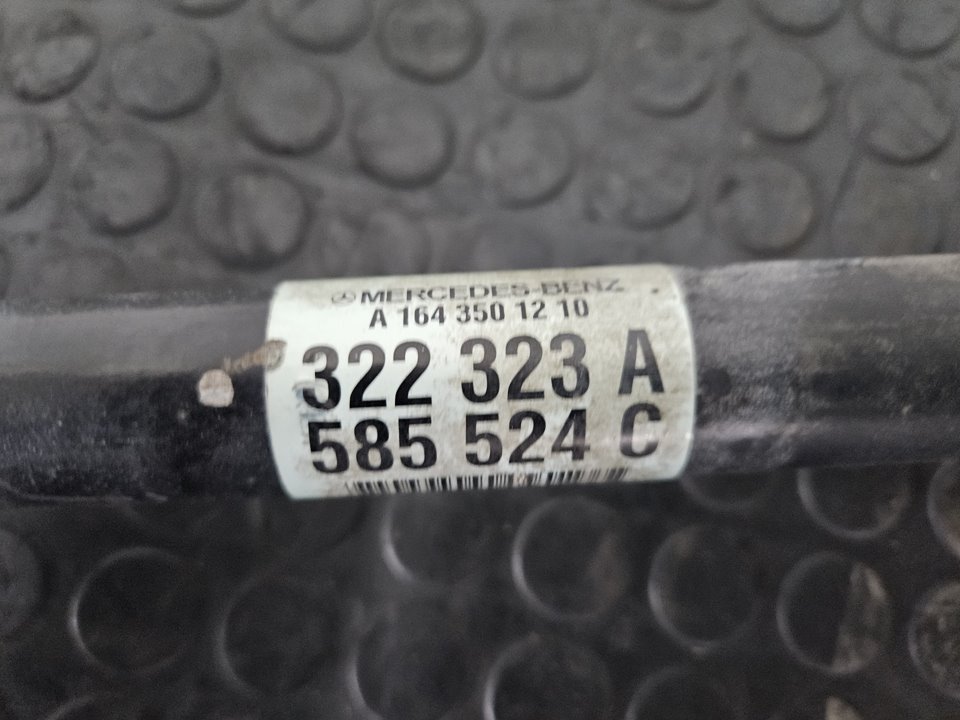 MERCEDES-BENZ
A 164 350 12 10
322 323 A
585 524 C